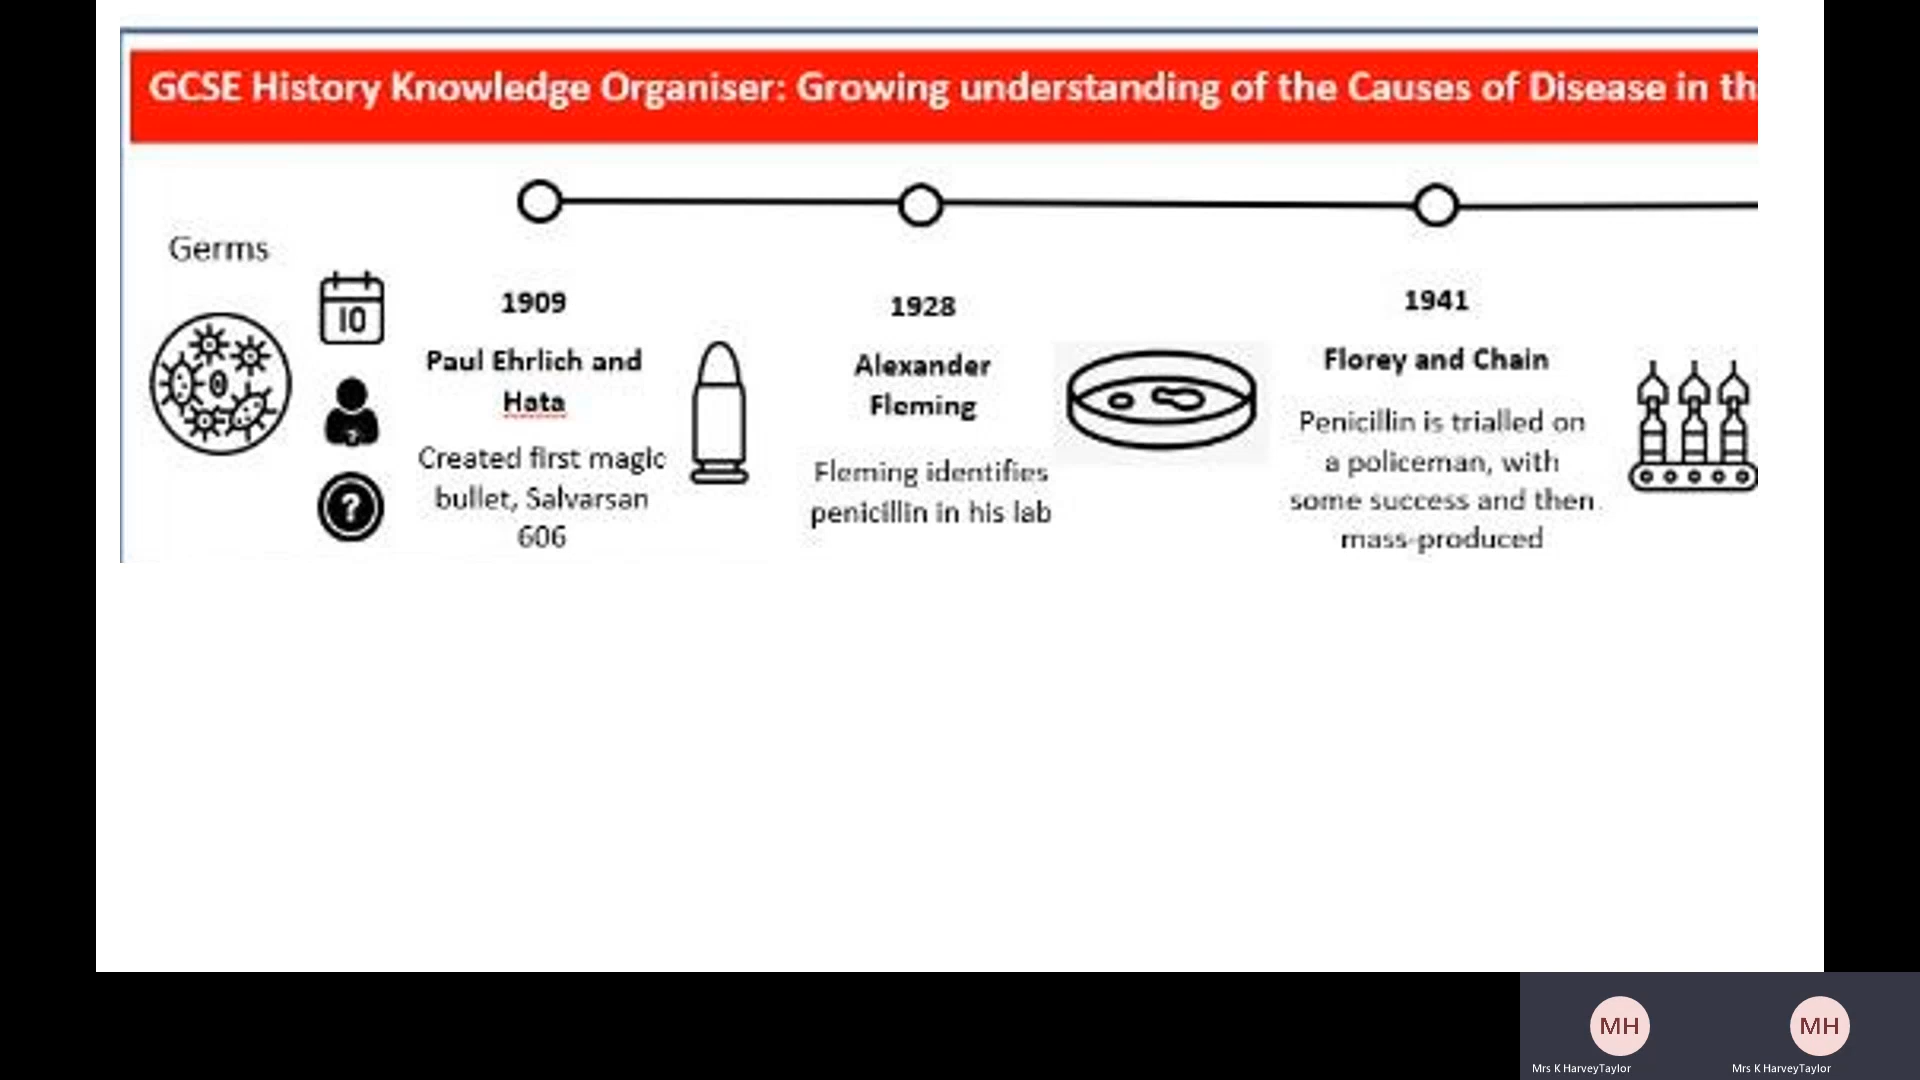 GCSE History Knowledge Organiser: Growing understanding of the Causes of Disease in th
Germs
10
1909
Paul Ehrlich and
Hata
Created first magic
bullet, Salvarsan
606
1928
Alexander
Fleming
Fleming identifies
penicillin in his lab
1941
Florey and Chain
Penicillin is trialled on
a policeman, with
some success and then
mass-produced
?
?
MH
MH
Mrs K HarveyTaylor
Mrs K HarveyTaylor